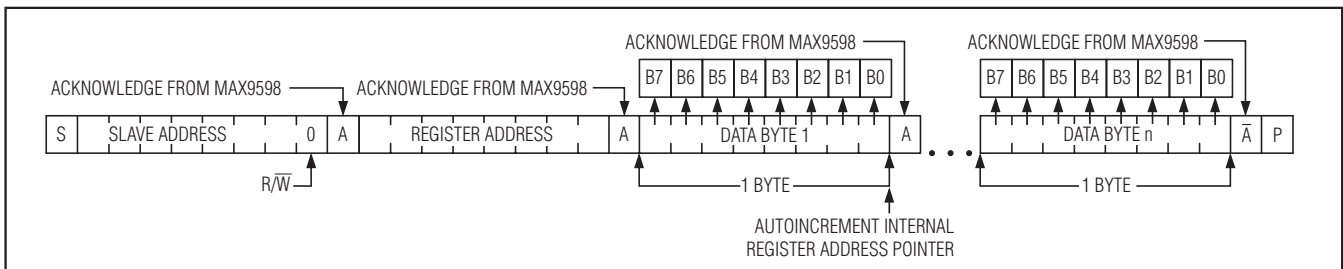 ACKNOWLEDGE FROM MAX9598 ACKNOWLEDGE FROM MAX9598
B7 B6 B5 B4 B3 B2 B1 B0 B7 B6 B5 B4 B3 B2 B1 B0
ACKNOWLEDGE FROM MAX9598 ACKNOWLEDGE FROM MAX9598
S SLAVE ADDRESS 0 A REGISTER ADDRESS A DATA BYTE 1 A • • • DATA BYTE n A̅ P
R/W̅ 1 BYTE 1 BYTE
AUTOINCREMENT INTERNAL
REGISTER ADDRESS POINTER